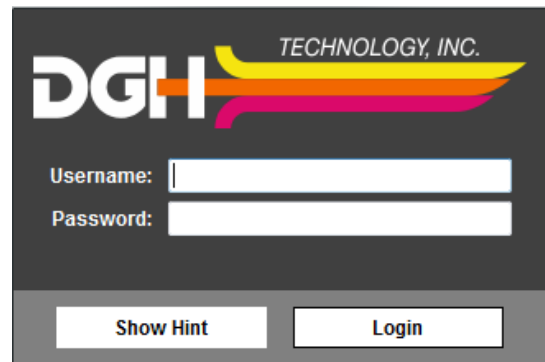 TECHNOLOGY, INC.
DGH
Username:
Password:
Show Hint
Login